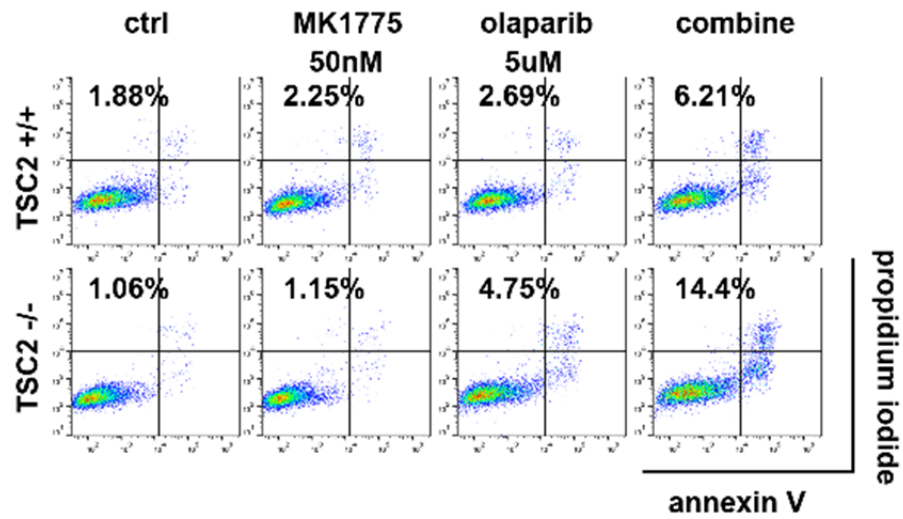 ctrl MK1775 olaparib combine
50nM 5uM
TSC2 +/+ 1.88% 2.25% 2.69% 6.21%
TSC2 -/- 1.06% 1.15% 4.75% 14.4%
propidium iodide
annexin V